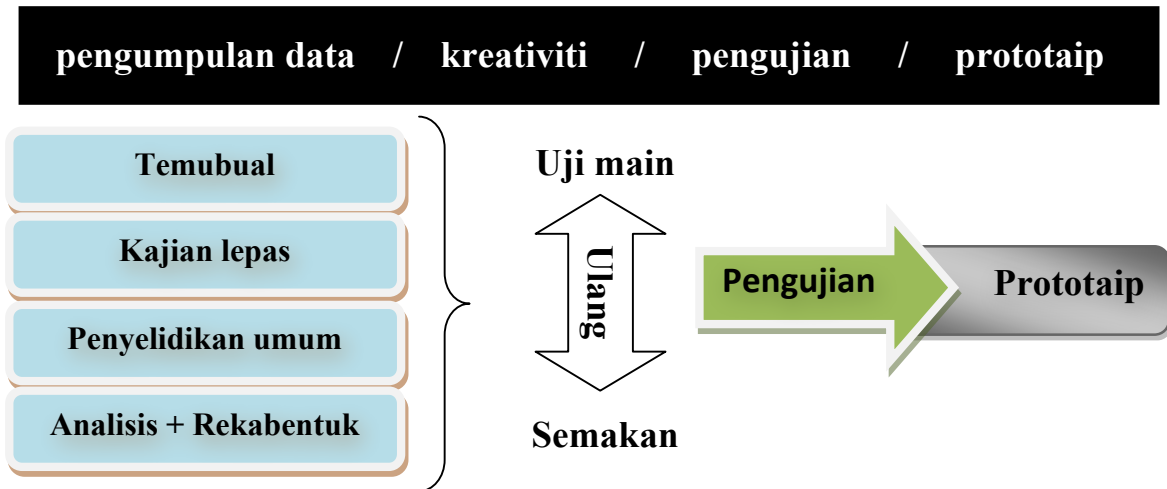 pengumpulan data / kreativiti / pengujian / prototaip
Temubual
Kajian lepas
Penyelidikan umum
Analisis + Rekabentuk
Uji main
Ulang
Semakan
Pengujian
Prototaip